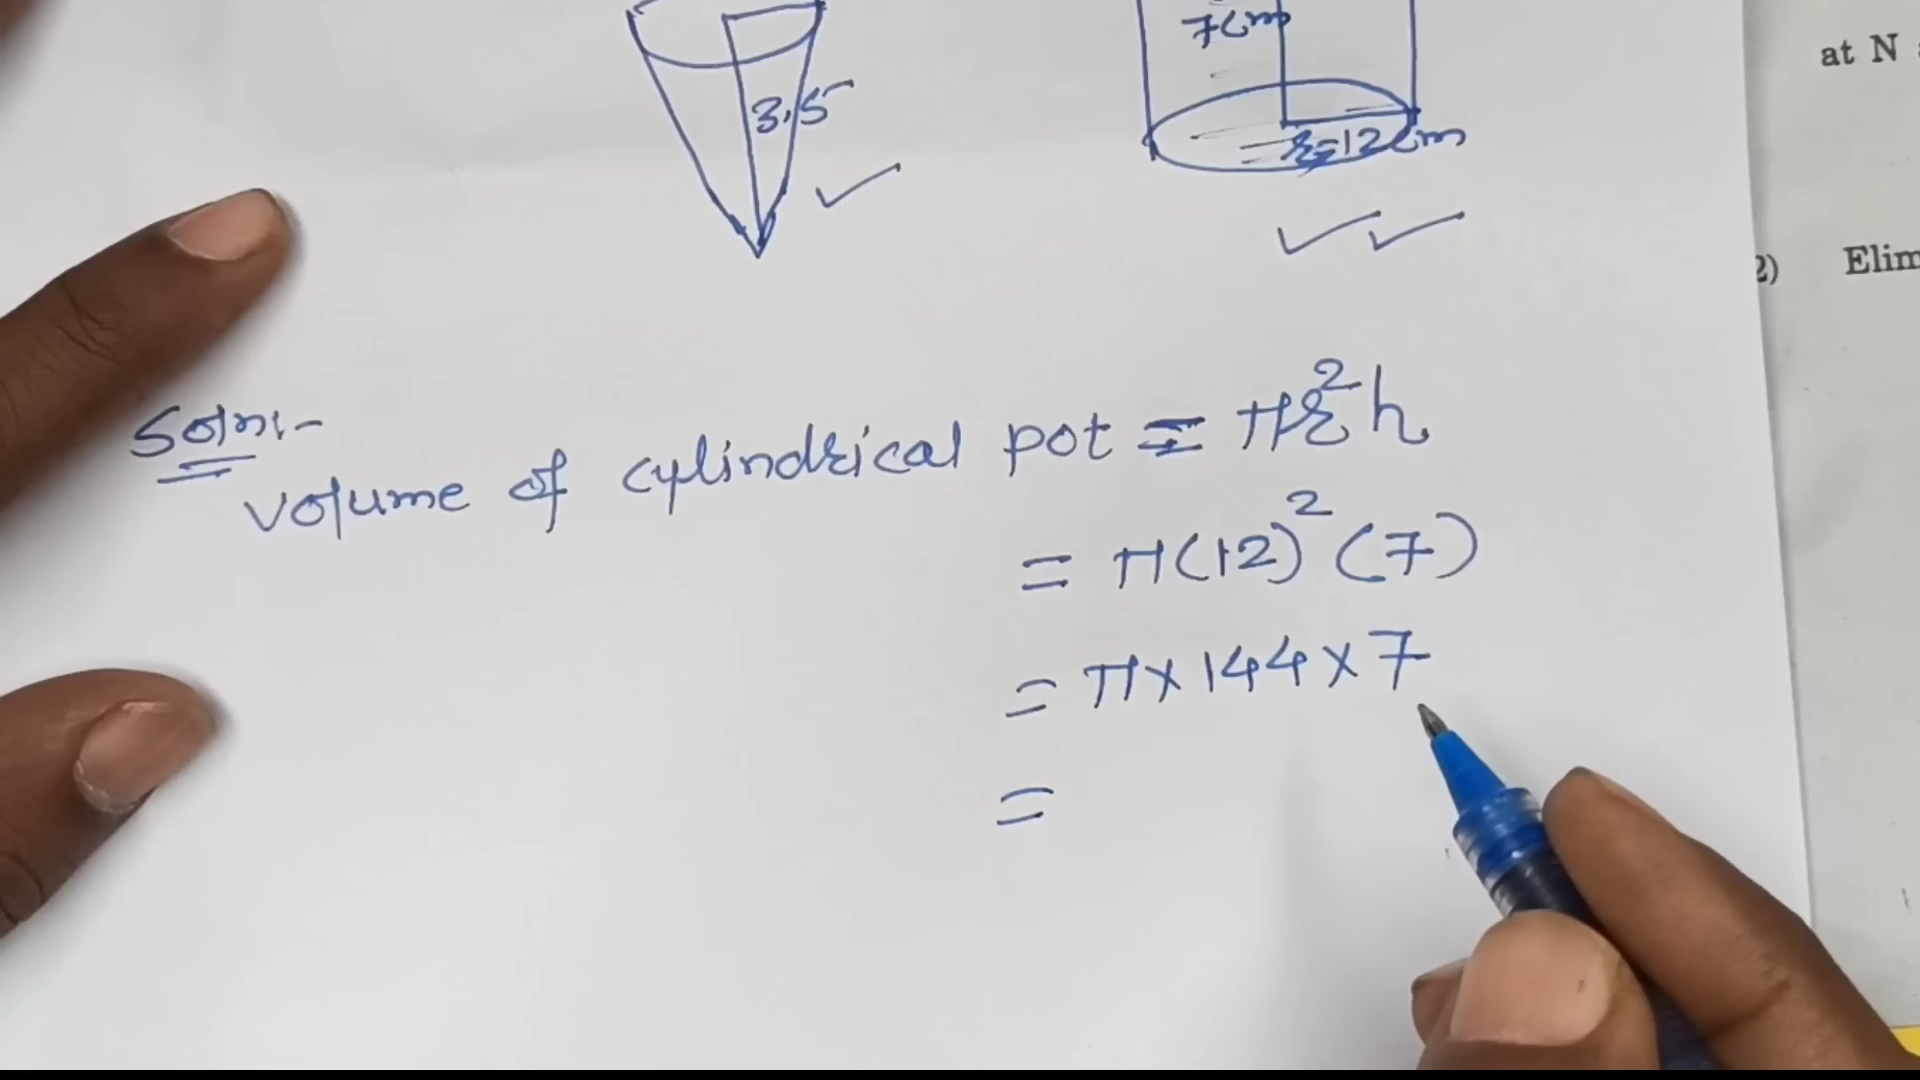 7cm
at N
3.5
r=12cm
2) Elim
Soln:-
volume of cylindrical pot = πr²h
= π(12)²(7)
= π×144×7
=